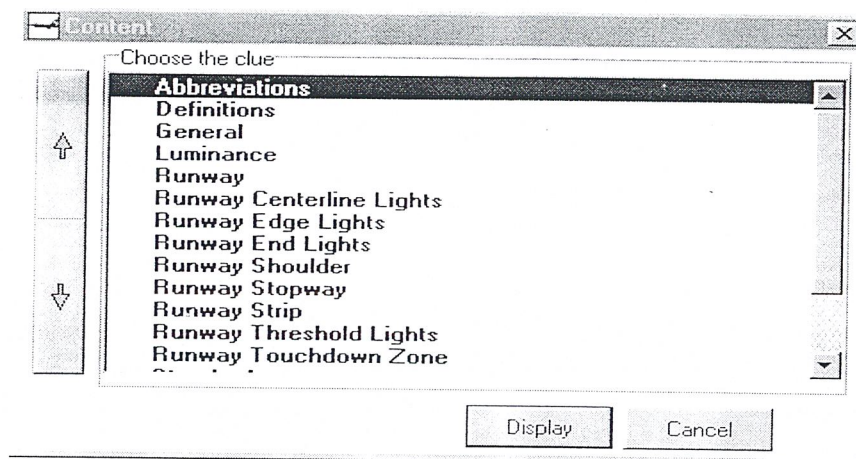 Content
Choose the clue
Abbreviations
Definitions
General
Luminance
Runway
Runway Centerline Lights
Runway Edge Lights
Runway End Lights
Runway Shoulder
Runway Stopway
Runway Strip
Runway Threshold Lights
Runway Touchdown Zone
Display
Cancel